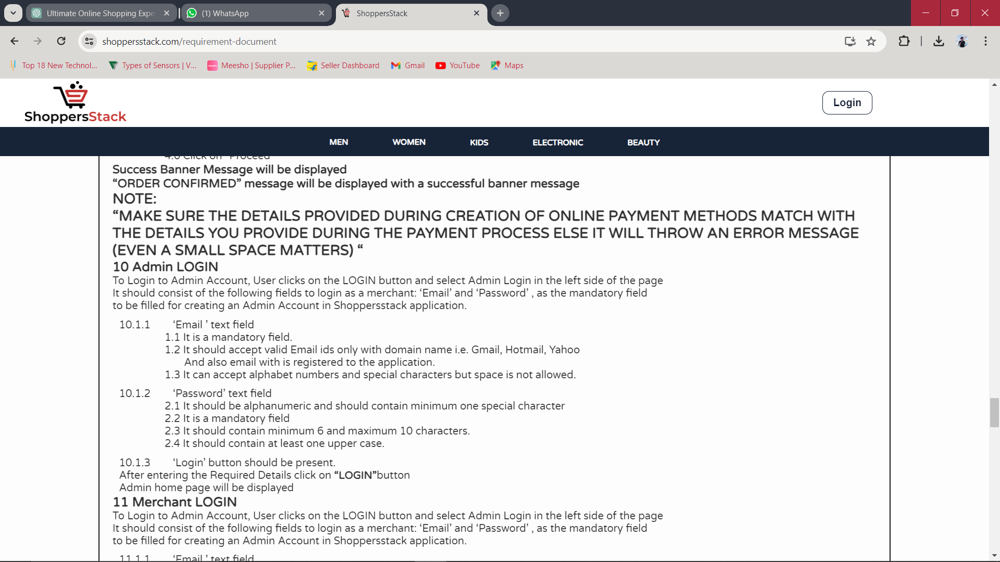 Ultimate Online Shopping Expe
(1) WhatsApp
ShoppersStack
shoppersstack.com/requirement-document
Top 18 New Technol...
Types of Sensors | V...
Meesho | Supplier P...
Seller Dashboard
Gmail
YouTube
Maps
ShoppersStack
Login
MEN
WOMEN
KIDS
ELECTRONIC
BEAUTY
Click on "Proceed
Success Banner Message will be displayed
“ORDER CONFIRMED” message will be displayed with a successful banner message
NOTE:
“MAKE SURE THE DETAILS PROVIDED DURING CREATION OF ONLINE PAYMENT METHODS MATCH WITH
THE DETAILS YOU PROVIDE DURING THE PAYMENT PROCESS ELSE IT WILL THROW AN ERROR MESSAGE
(EVEN A SMALL SPACE MATTERS) “
10 Admin LOGIN
To Login to Admin Account, User clicks on the LOGIN button and select Admin Login in the left side of the page
It should consist of the following fields to login as a merchant: ‘Email’ and ‘Password’ , as the mandatory field
to be filled for creating an Admin Account in Shoppersstack application.
10.1.1 ‘Email ’ text field
1.1 It is a mandatory field.
1.2 It should accept valid Email ids only with domain name i.e. Gmail, Hotmail, Yahoo
And also email with is registered to the application.
1.3 It can accept alphabet numbers and special characters but space is not allowed.
10.1.2 ‘Password’ text field
2.1 It should be alphanumeric and should contain minimum one special character
2.2 It is a mandatory field
2.3 It should contain minimum 6 and maximum 10 characters.
2.4 It should contain at least one upper case.
10.1.3 ‘Login’ button should be present.
After entering the Required Details click on “LOGIN”button
Admin home page will be displayed
11 Merchant LOGIN
To Login to Admin Account, User clicks on the LOGIN button and select Admin Login in the left side of the page
It should consist of the following fields to login as a merchant: ‘Email’ and ‘Password’ , as the mandatory field
to be filled for creating an Admin Account in Shoppersstack application.
11.1.1 ‘Email ’ text field